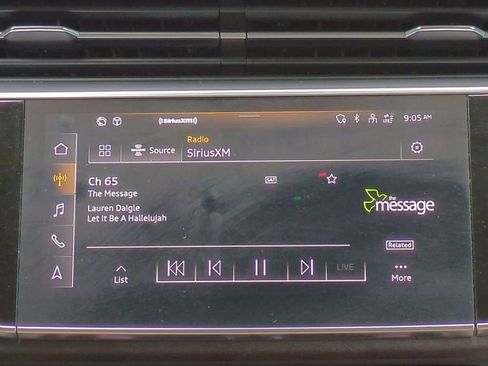 ((SiriusXM))
LTE
9:05 AM
Radio
Source
SiriusXM
Ch 65
SAT
The Message
Lauren Daigle
Let It Be A Hallelujah
the
message
Related
List
LIVE
More